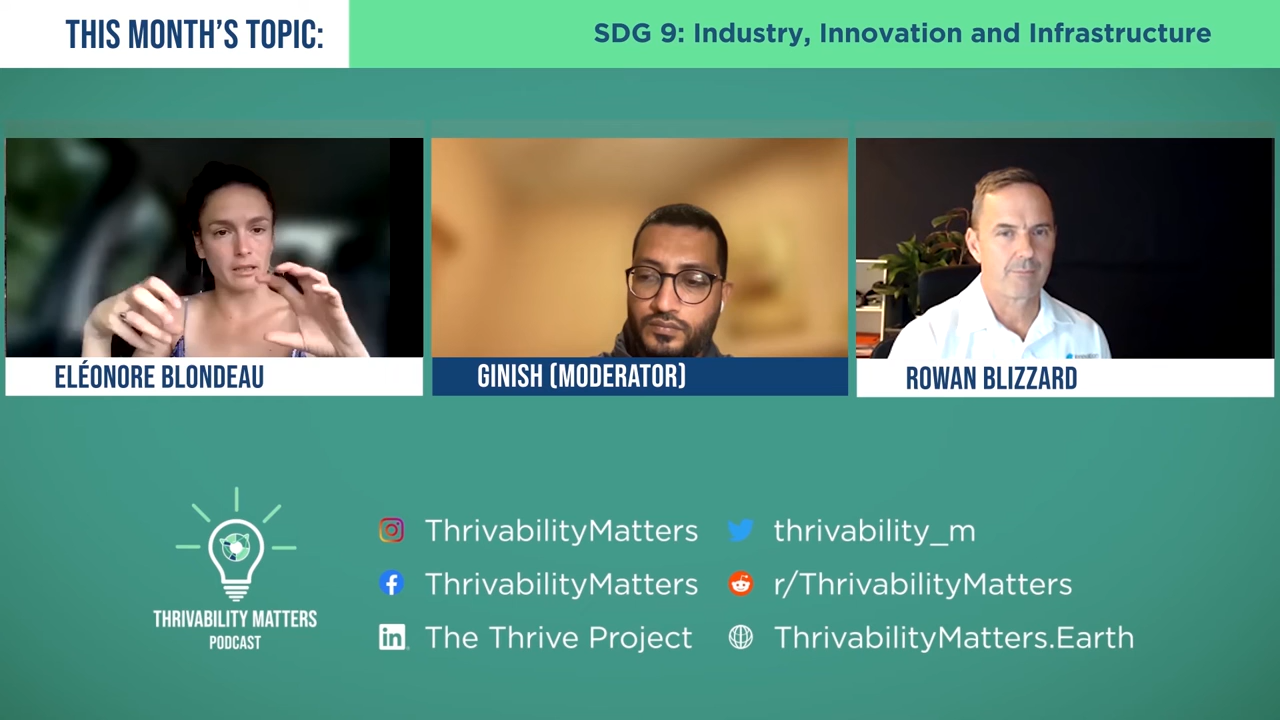 THIS MONTH'S TOPIC:
SDG 9: Industry, Innovation and Infrastructure
ELÉONORE BLONDEAU
GINISH (MODERATOR)
ROWAN BLIZZARD
ThrivabilityMatters
thrivability_m
ThrivabilityMatters
r/ThrivabilityMatters
The Thrive Project
ThrivabilityMatters.Earth
THRIVABILITY MATTERS
PODCAST